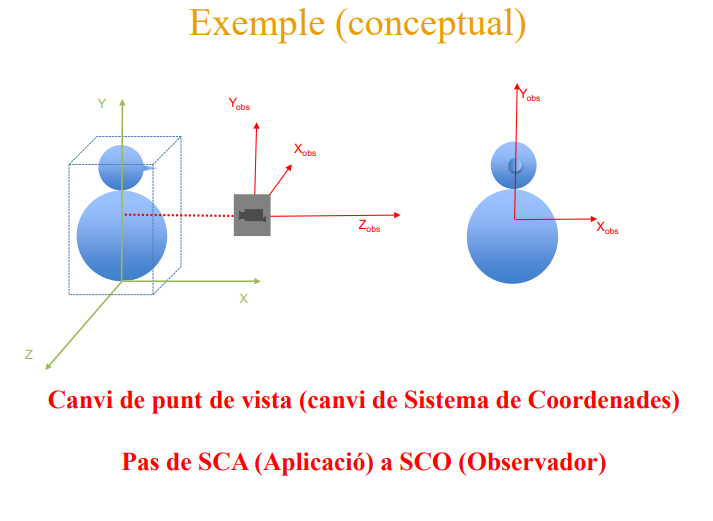 Exemple (conceptual)
Y
Yobs
Xobs
Zobs
X
Z
Yobs
Xobs
Canvi de punt de vista (canvi de Sistema de Coordenades)
Pas de SCA (Aplicació) a SCO (Observador)